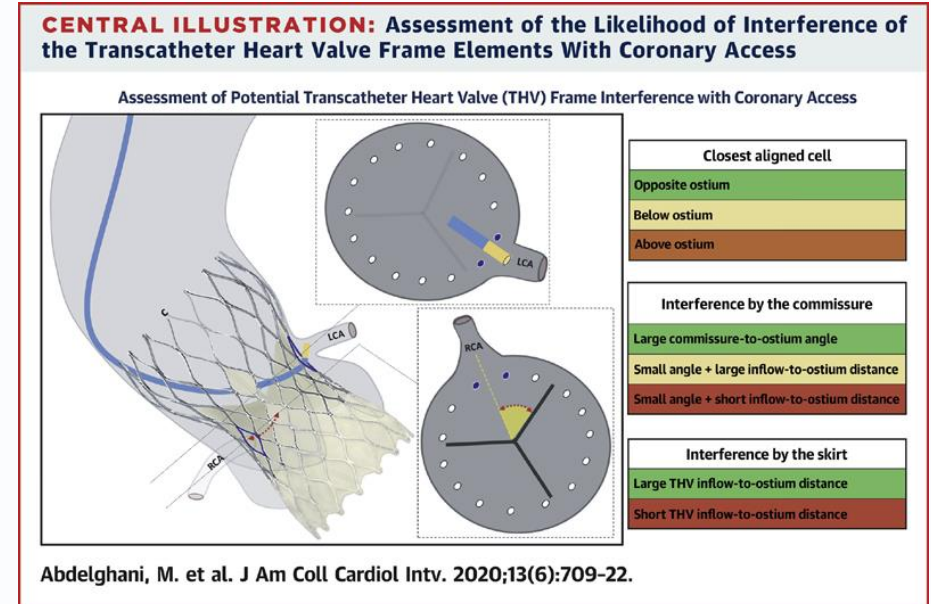 CENTRAL ILLUSTRATION: Assessment of the Likelihood of Interference of
the Transcatheter Heart Valve Frame Elements With Coronary Access
Assessment of Potential Transcatheter Heart Valve (THV) Frame Interference with Coronary Access
LCA
C
LCA
RCA
RCA
Closest aligned cell
Opposite ostium
Below ostium
Above ostium
Interference by the commissure
Large commissure-to-ostium angle
Small angle + large inflow-to-ostium distance
Small angle + short inflow-to-ostium distance
Interference by the skirt
Large THV inflow-to-ostium distance
Short THV inflow-to-ostium distance
Abdelghani, M. et al. J Am Coll Cardiol Intv. 2020;13(6):709–22.